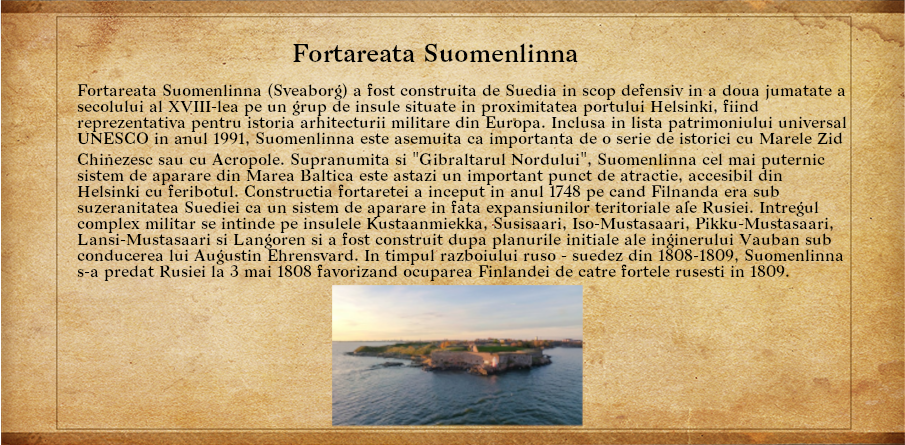 Fortareata Suomenlinna
Fortareata Suomenlinna (Sveaborg) a fost construita de Suedia in scop defensiv in a doua jumatate a
secolului al XVIII-lea pe un grup de insule situate in proximitatea portului Helsinki, fiind
reprezentativa pentru istoria arhitecturii militare din Europa. Inclusa in lista patrimoniului universal
UNESCO in anul 1991, Suomenlinna este asemuita ca importanta de o serie de istorici cu Marele Zid
Chinezesc sau cu Acropole. Supranumita si "Gibraltarul Nordului", Suomenlinna cel mai puternic
sistem de aparare din Marea Baltica este astazi un important punct de atractie, accesibil din
Helsinki cu feribotul. Constructia fortaretei a inceput in anul 1748 pe cand Filnanda era sub
suzeranitatea Suediei ca un sistem de aparare in fata expansiunilor teritoriale ale Rusiei. Intregul
complex militar se intinde pe insulele Kustaanmiekka, Susisaari, Iso-Mustasaari, Pikku-Mustasaari,
Lansi-Mustasaari si Langoren si a fost construit dupa planurile initiale ale inginerului Vauban sub
conducerea lui Augustin Ehrensvard. In timpul razboiului ruso - suedez din 1808-1809, Suomenlinna
s-a predat Rusiei la 3 mai 1808 favorizand ocuparea Finlandei de catre fortele rusesti in 1809.